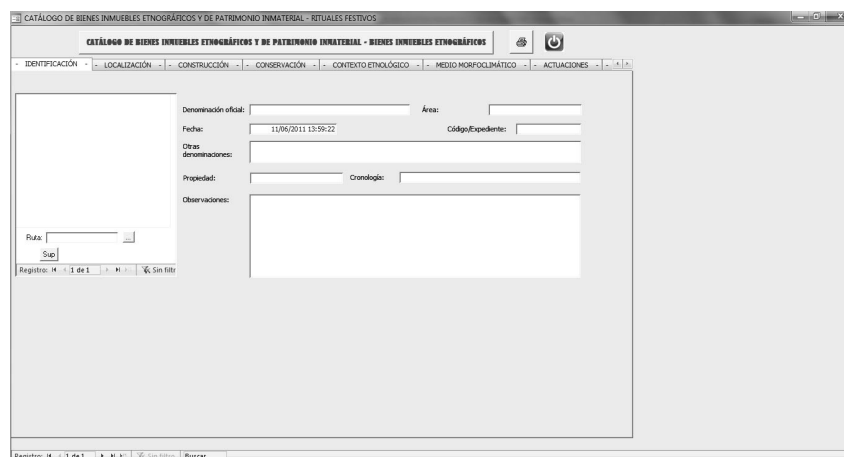 CATÁLOGO DE BIENES INMUEBLES ETNOGRÁFICOS Y DE PATRIMONIO INMATERIAL - RITUALES FESTIVOS
CATÁLOGO DE BIENES INMUEBLES ETNOGRÁFICOS Y DE PATRIMONIO INMATERIAL - BIENES INMUEBLES ETNOGRÁFICOS
- IDENTIFICACIÓN - - LOCALIZACIÓN - - CONSTRUCCIÓN - - CONSERVACIÓN - - CONTEXTO ETNOLÓGICO - - MEDIO MORFOCLIMÁTICO - - ACTUACIONES - -
Denominación oficial: Área:
Fecha: 11/06/2011 13:59:22 Código/Expediente:
Otras
denominaciones:
Propiedad: Cronología:
Observaciones:
Ruta: ...
Sup
Registro: 1 de 1 Sin filtr
Registro: 1 de 1 Sin filtro Buscar